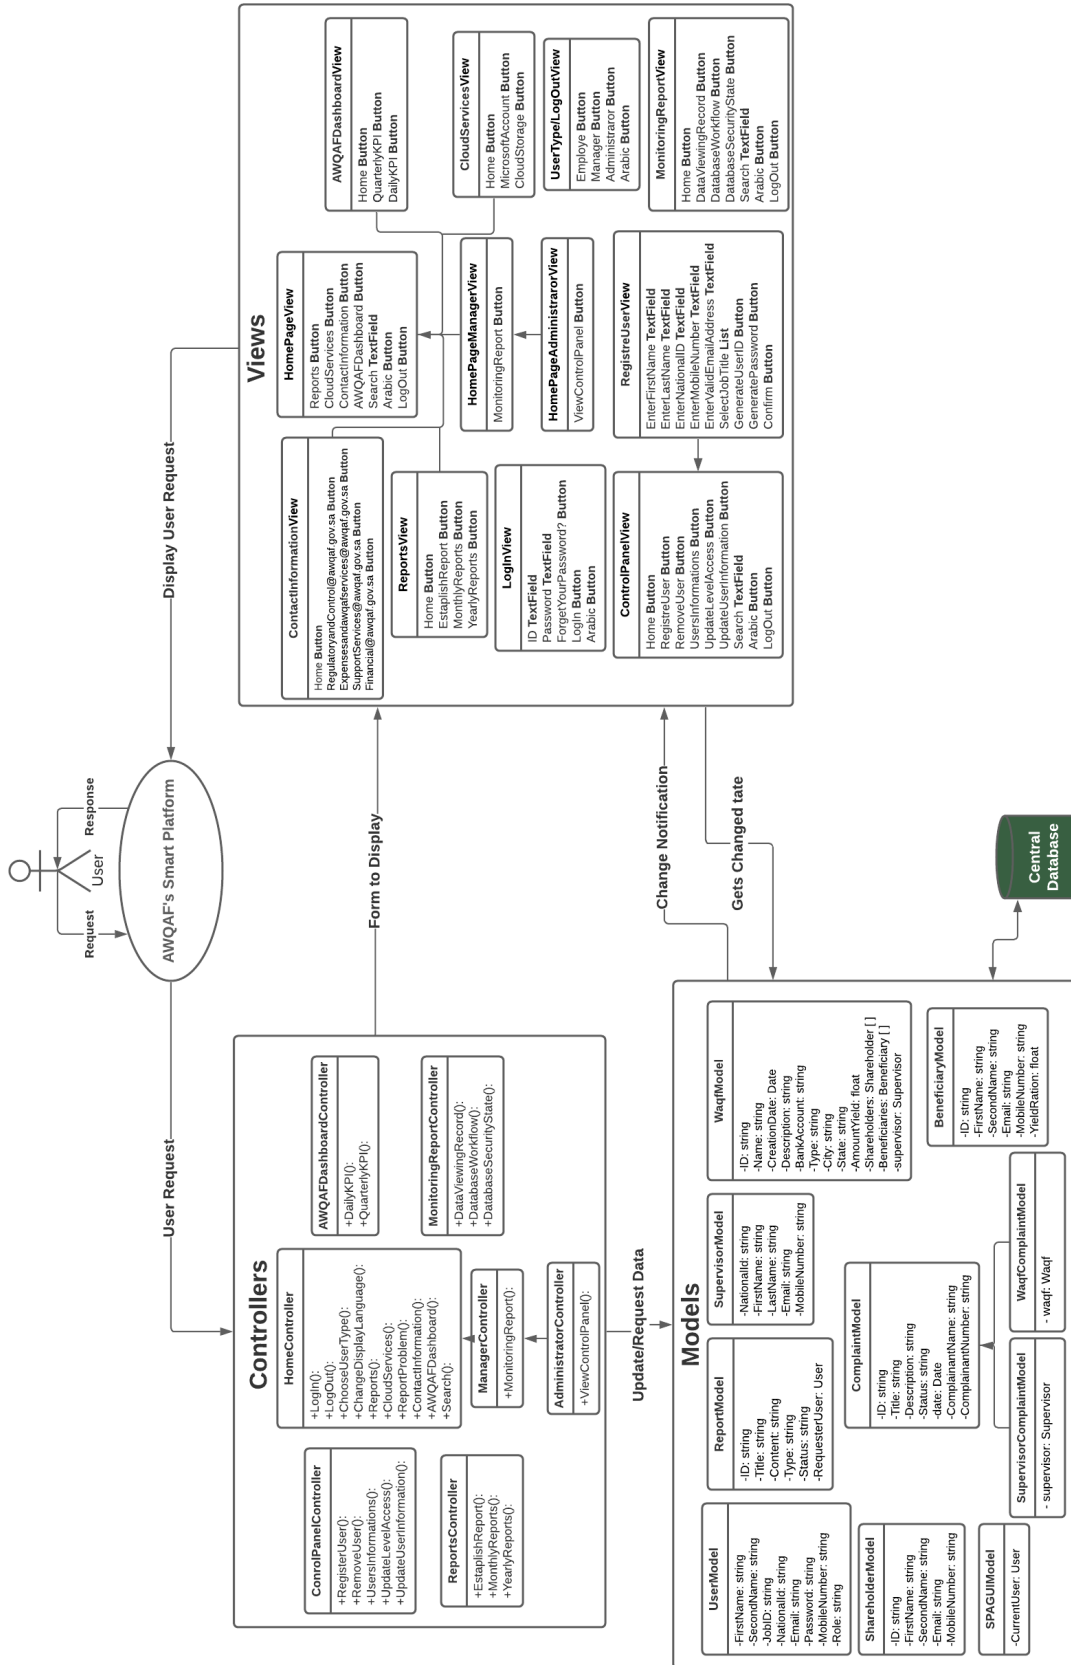 Request
User
Response
AWQAF's Smart Platform
User Request
Display User Request
Controllers
ControlPanelController
+RegisterUser():
+RemoveUser():
+UsersInformations():
+UpdateLevelAccess():
+UpdateUserInformation():
HomeController
+LogIn():
+LogOut():
+ChooseUserType():
+ChangeDisplayLanguage():
+Reports():
+CloudServices():
+ReportProblem():
+ContactInformation():
+AWQAFDashboard():
+Search():
AWQAFDashboardController
+DailyKPI():
+QuarterlyKPI():
ReportsController
+EstaplishReport():
+MonthlyReports():
+YearlyReports():
ManagerController
+MonitoringReport():
MonitoringReportController
+DataViewingRecord():
+DatabaseWorkflow():
+DatabaseSecurityState():
AdministratorController
+ViewControlPanel():
Form to Display
Views
ContactInformationView
Home Button
RegulatoryandControl@awqaf.gov.sa Button
Expensesandawqafservices@awqaf.gov.sa Button
SupportServices@awqaf.gov.sa Button
Financial@awqaf.gov.sa Button
HomePageView
Reports Button
CloudServices Button
ContactInformation Button
AWQAFDashboard Button
Search TextField
Arabic Button
LogOut Button
AWQAFDashboardView
Home Button
QuarterlyKPI Button
DailyKPI Button
ReportsView
Home Button
EstaplishReport Button
MonthlyReports Button
YearlyReports Button
HomePageManagerView
MonitoringReport Button
CloudServicesView
Home Button
MicrosoftAccount Button
CloudStorage Button
LogInView
ID TextField
Password TextField
ForgetYourPassword? Button
LogIn Button
Arabic Button
HomePageAdministrarorView
ViewControlPanel Button
UserType/LogOutView
Employe Button
Manager Button
Administraror Button
Arabic Button
ControlPanelView
Home Button
RegistreUser Button
RemoveUser Button
UsersInformations Button
UpdateLevelAccess Button
UpdateUserInformation Button
Search TextField
Arabic Button
LogOut Button
RegistreUserView
EnterFirstName TextField
EnterLastName TextField
EnterNationalID TextField
EnterMobileNumber TextField
EnterValidEmailAddress TextField
SelectJobTitle List
GenerateUserID Button
GeneratePassword Button
Confirm Button
MonitoringReportView
Home Button
DataViewingRecord Button
DatabaseWorkflow Button
DatabaseSecurityState Button
Search TextField
Arabic Button
LogOut Button
Update/Request Data
Change Notification
Gets Changed tate
Models
UserModel
-FirstName: string
-SecondName: string
-JobID: string
-NationalId: string
-Email: string
-Password: string
-MobileNumber: string
-Role: string
ReportModel
-ID: string
-Title: string
-Content: string
-Type: string
-Status: string
-RequesterUser: User
SupervisorModel
-NationalId: string
-FirstName: string
-LastName: string
-Email: string
-MobileNumber: string
WaqfModel
-ID: string
-Name: string
-CreationDate: Date
-Description: string
-BankAccount: string
-Type: string
-City: string
-State: string
-AmountYield: float
-Shareholders: Shareholder [ ]
-Beneficiaries: Beneficiary [ ]
-supervisor: Supervisor
ShareholderModel
-ID: string
-FirstName: string
-SecondName: string
-Email: string
-MobileNumber: string
ComplaintModel
-ID: string
-Title: string
-Description: string
-Status: string
-date: Date
-ComplainantName: string
-ComplainantNumber: string
BeneficiaryModel
-ID: string
-FirstName: string
-SecondName: string
-Email: string
-MobileNumber: string
-YieldRation: float
SPAGUIModel
-CurrentUser: User
SupervisorComplaintModel
- supervisor: Supervisor
WaqfComplaintModel
- waqf: Waqf
Central
Database